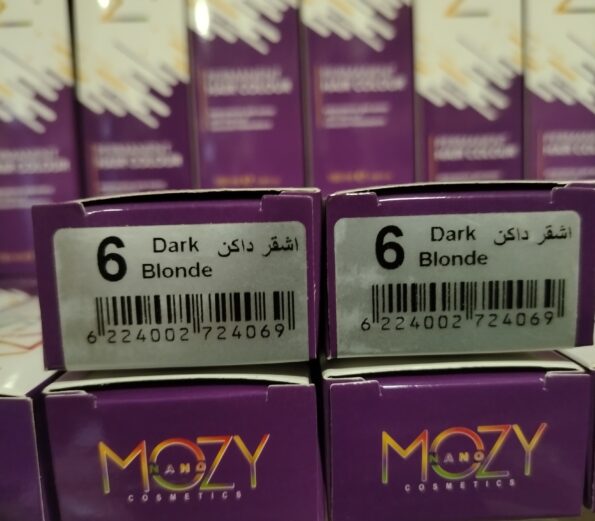 PERMANENT
HAIR COLOUR
PERMANENT
HAIR COLOUR
6 Dark اشقر داكن
Blonde
6 224002 724069
6 Dark اشقر داكن
Blonde
6 224002 724069
MOZY
NANO
COSMETICS
MOZY
NANO
COSMETICS